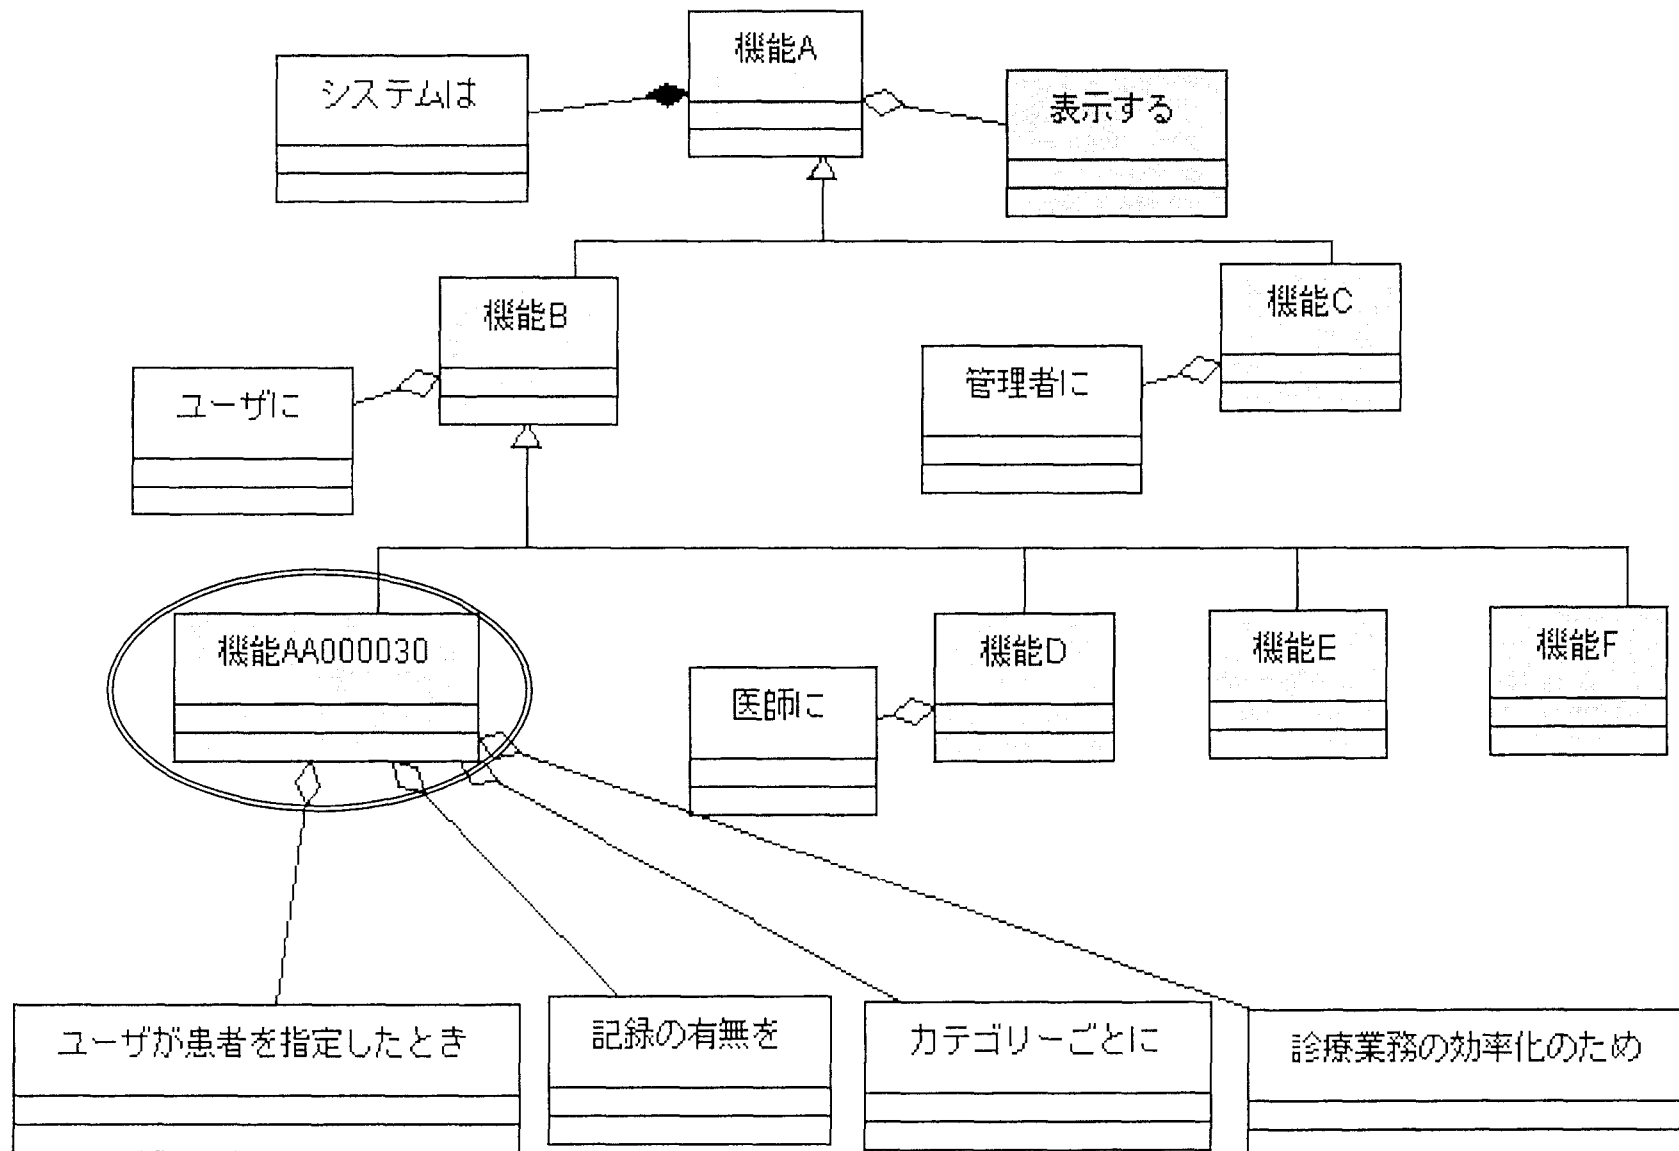 機能A
システムは
表示する
機能B
機能C
ユーザに
管理者に
機能AA000030
医師に
機能D
機能E
機能F
ユーザが患者を指定したとき
記録の有無を
カテゴリーごとに
診療業務の効率化のため